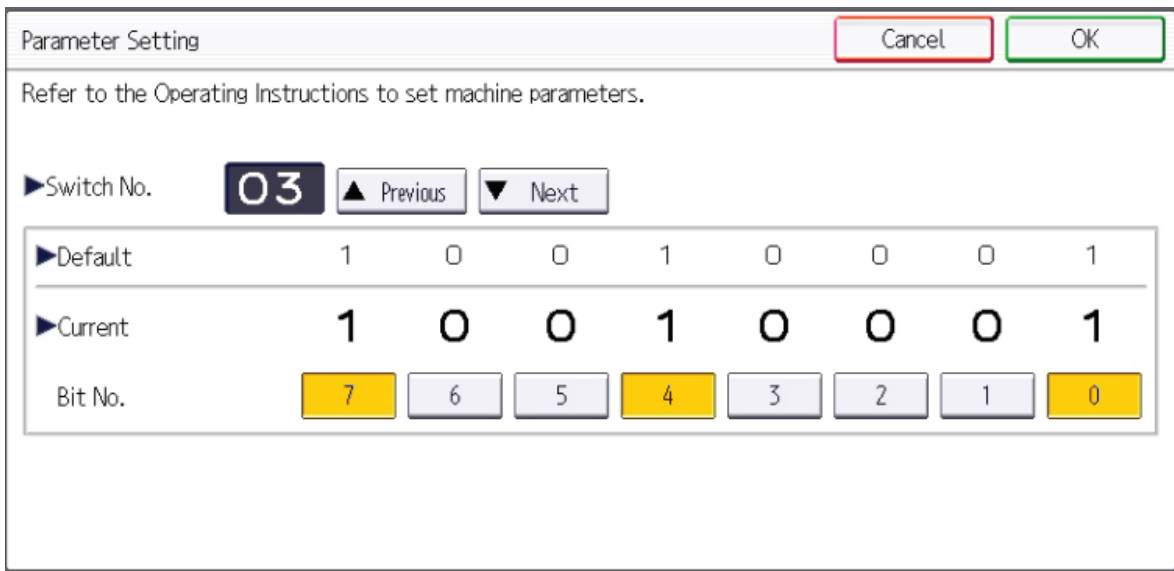 Parameter Setting Cancel OK
Refer to the Operating Instructions to set machine parameters.
▶Switch No. 03 ▲ Previous ▼ Next
▶Default 1 0 0 1 0 0 0 1
▶Current 1 0 0 1 0 0 0 1
Bit No. 7 6 5 4 3 2 1 0